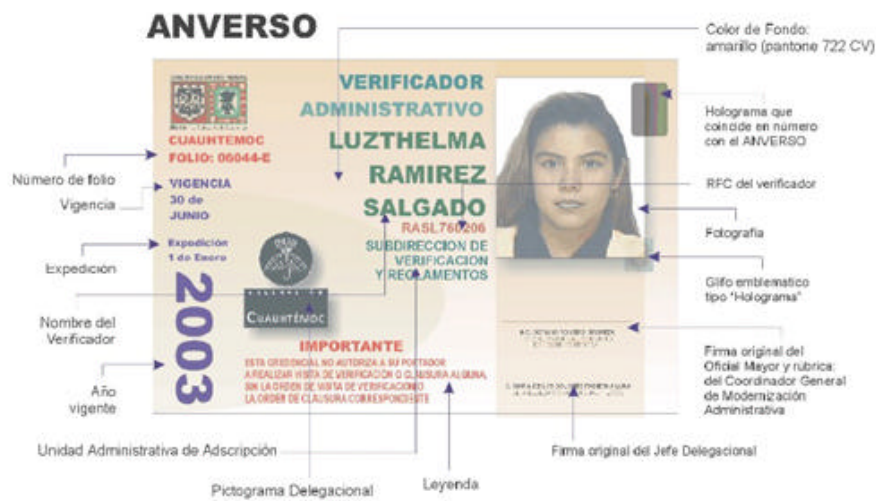 ANVERSO
Color de Fondo:
amarillo (pantone 722 CV)
VERIFICADOR
ADMINISTRATIVO
LUZTHELMA
RAMIREZ
SALGADO
RASL760206
SUBDIRECCION DE
VERIFICACION
Y REGLAMENTOS
CUAUHTEMOC
FOLIO: 06044-E
VIGENCIA
30 de
JUNIO
Expedición
1 de Enero
2003
CUAUHTÉMOC
IMPORTANTE
ESTA CREDENCIAL NO AUTORIZA A SU PORTADOR
A REALIZAR VISITA DE VERIFICACION O CLAUSURA ALGUNA,
SIN LA ORDEN DE VISITA DE VERIFICACION O
LA ORDEN DE CLAUSURA CORRESPONDIENTE
Número de folio
Vigencia
Expedición
Nombre del
Verificador
Año
vigente
Unidad Administrativa de Adscripción
Pictograma Delegacional
Leyenda
Holograma que
coincide en número
con el ANVERSO
RFC del verificador
Fotografía
Glifo emblematico
tipo "Holograma"
Firma original del
Oficial Mayor y rubrica:
del Coordinador General
de Modernización
Administrativa
Firma original del Jefe Delegacional